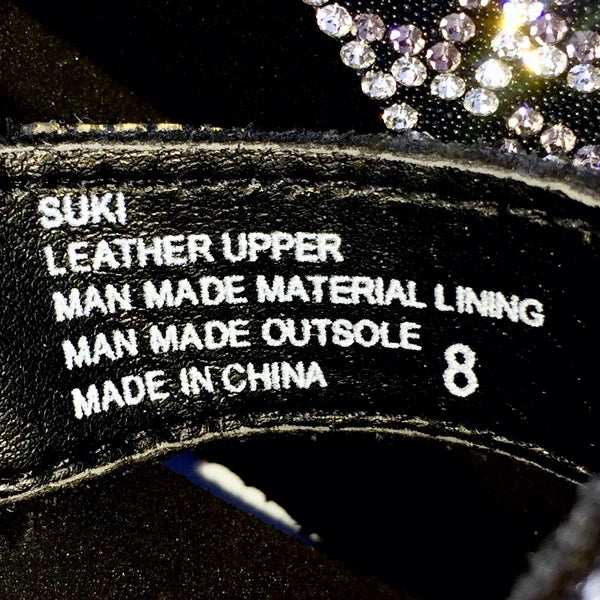 SUKI
LEATHER UPPER
MAN MADE MATERIAL LINING
MAN MADE OUTSOLE
MADE IN CHINA
8